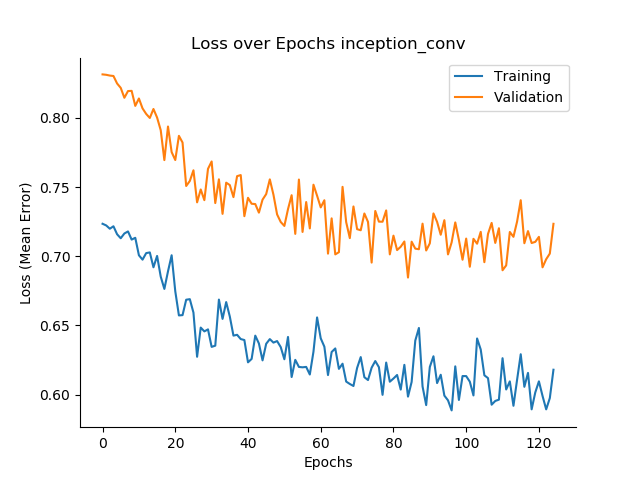 Loss over Epochs inception_conv
Training
Validation
Loss (Mean Error)
0.80
0.75
0.70
0.65
0.60
0 20 40 60 80 100 120
Epochs